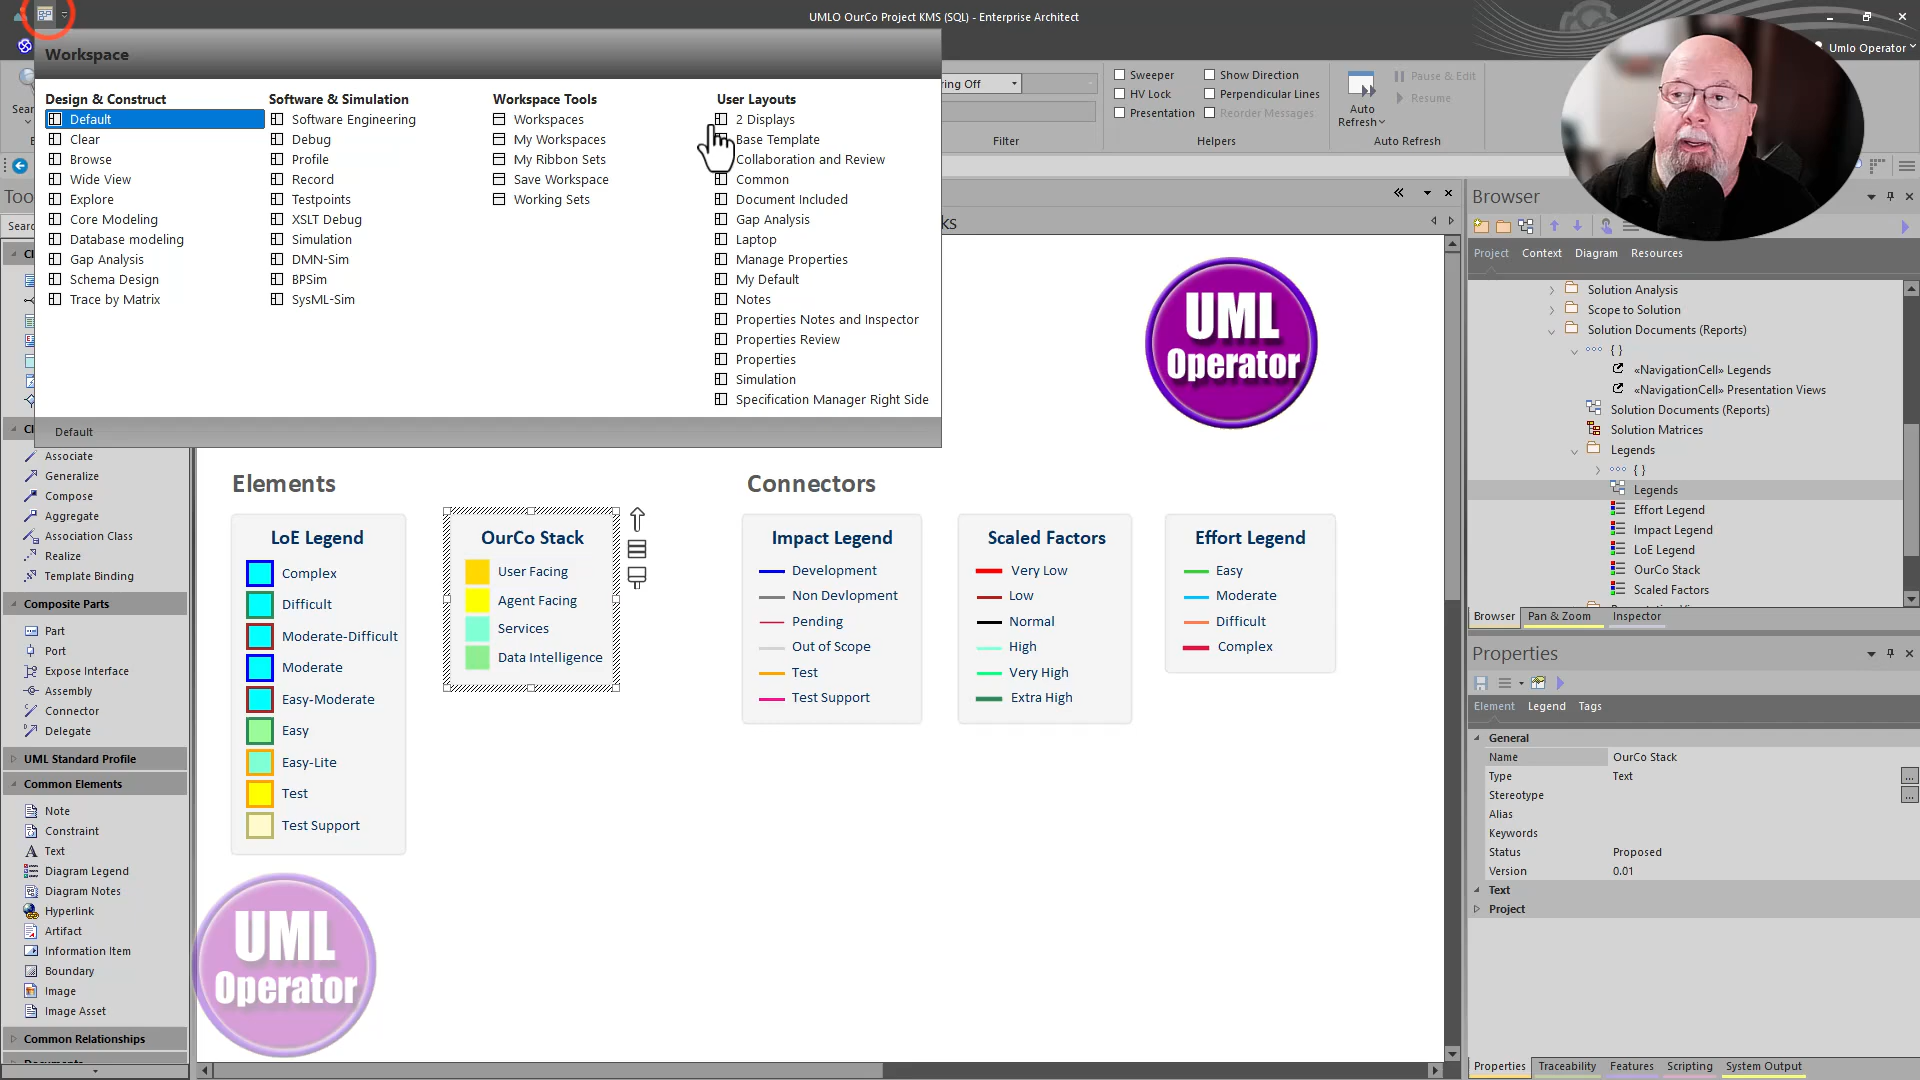 UMLO OurCo Project KMS (SQL) - Enterprise Architect
Umlo Operator
Workspace
Design & Construct
Default
Clear
Browse
Wide View
Explore
Core Modeling
Database modeling
Gap Analysis
Schema Design
Trace by Matrix
Software & Simulation
Software Engineering
Debug
Profile
Record
Testpoints
XSLT Debug
Simulation
DMN-Sim
BPSim
SysML-Sim
Workspace Tools
Workspaces
My Workspaces
My Ribbon Sets
Save Workspace
Working Sets
User Layouts
2 Displays
Base Template
Collaboration and Review
Common
Document Included
Gap Analysis
Laptop
Manage Properties
My Default
Notes
Properties Notes and Inspector
Properties Review
Properties
Simulation
Specification Manager Right Side
Default
ring Off
Filter
Sweeper
HV Lock
Presentation
Show Direction
Perpendicular Lines
Reorder Messages
Helpers
Auto
Refresh
Pause & Edit
Resume
Auto Refresh
Sear
Too
Searc
Cl
Cl
Associate
Generalize
Compose
Aggregate
Association Class
Realize
Template Binding
Composite Parts
Part
Port
Expose Interface
Assembly
Connector
Delegate
UML Standard Profile
Common Elements
Note
Constraint
Text
Diagram Legend
Diagram Notes
Hyperlink
Artifact
Information Item
Boundary
Image
Image Asset
Common Relationships
ks
UML
Operator
Elements
LoE Legend
Complex
Difficult
Moderate-Difficult
Moderate
Easy-Moderate
Easy
Easy-Lite
Test
Test Support
OurCo Stack
User Facing
Agent Facing
Services
Data Intelligence
Connectors
Impact Legend
Development
Non Devlopment
Pending
Out of Scope
Test
Test Support
Scaled Factors
Very Low
Low
Normal
High
Very High
Extra High
Effort Legend
Easy
Moderate
Difficult
Complex
UML
Operator
Browser
Project Context Diagram Resources
Solution Analysis
Scope to Solution
Solution Documents (Reports)
{ }
«NavigationCell» Legends
«NavigationCell» Presentation Views
Solution Documents (Reports)
Solution Matrices
Legends
{ }
Legends
Effort Legend
Impact Legend
LoE Legend
OurCo Stack
Scaled Factors
Browser Pan & Zoom Inspector
Properties
Element Legend Tags
General
Name OurCo Stack
Type Text
Stereotype
Alias
Keywords
Status Proposed
Version 0.01
Text
Project
Properties Traceability Features Scripting System Output